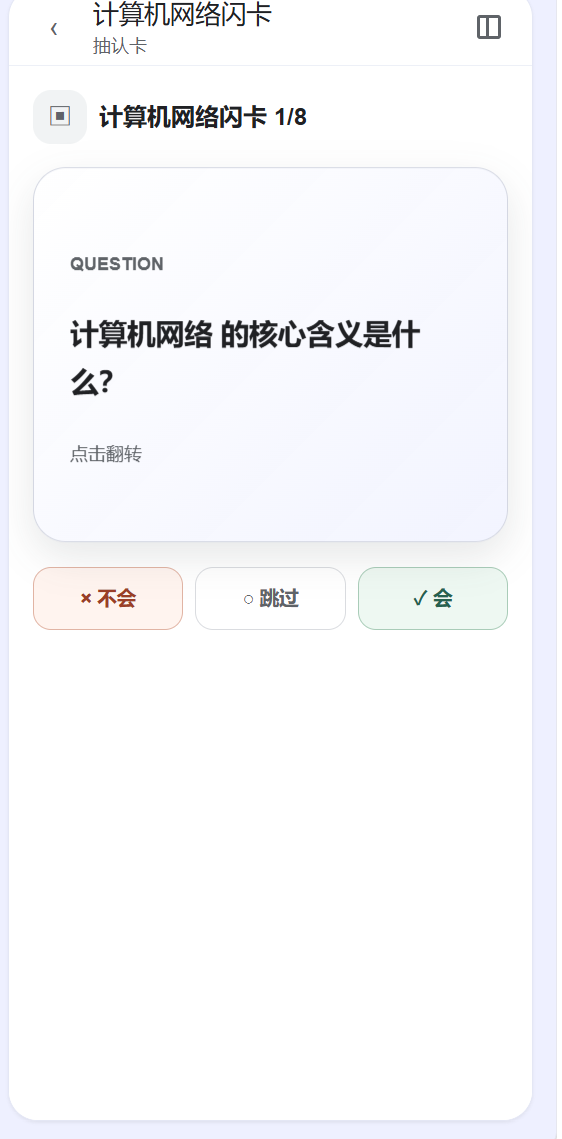 计算机网络闪卡
抽认卡
计算机网络闪卡 1/8
QUESTION
计算机网络 的核心含义是什
么?
点击翻转
× 不会
○ 跳过
✓ 会